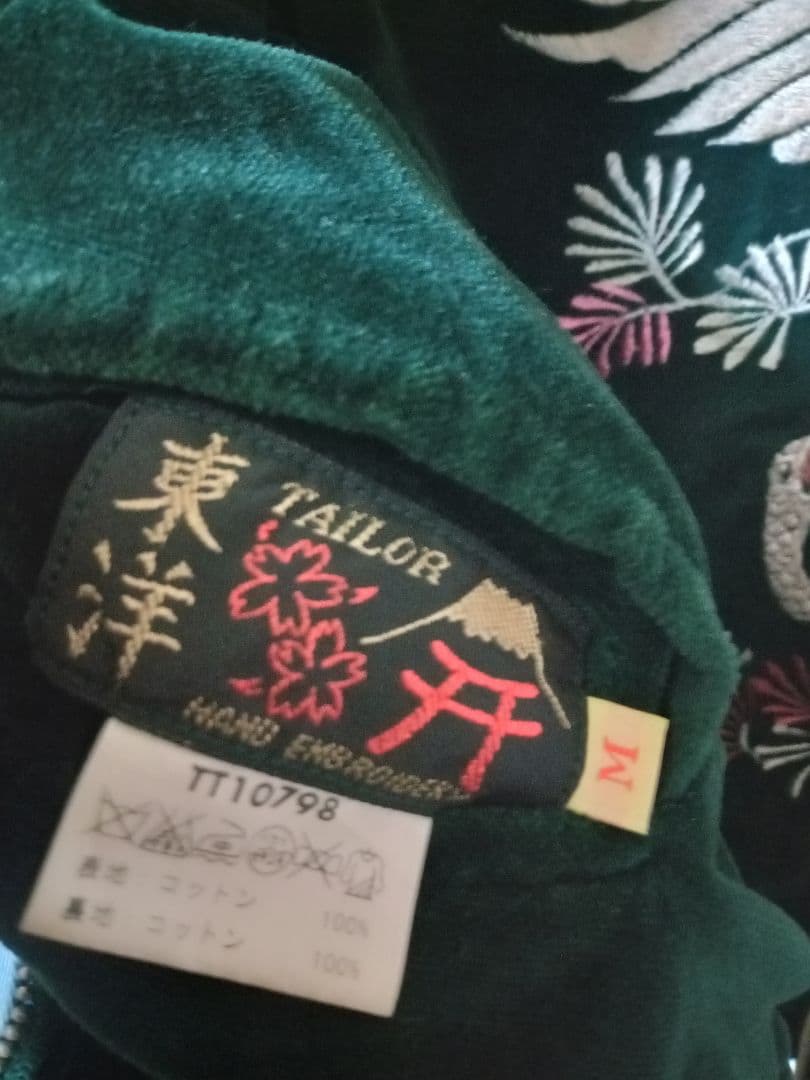 東洋
TAILOR
HAND EMBROIDERY
M
TT10798
表地：コットン 100%
裏地：コットン 100%